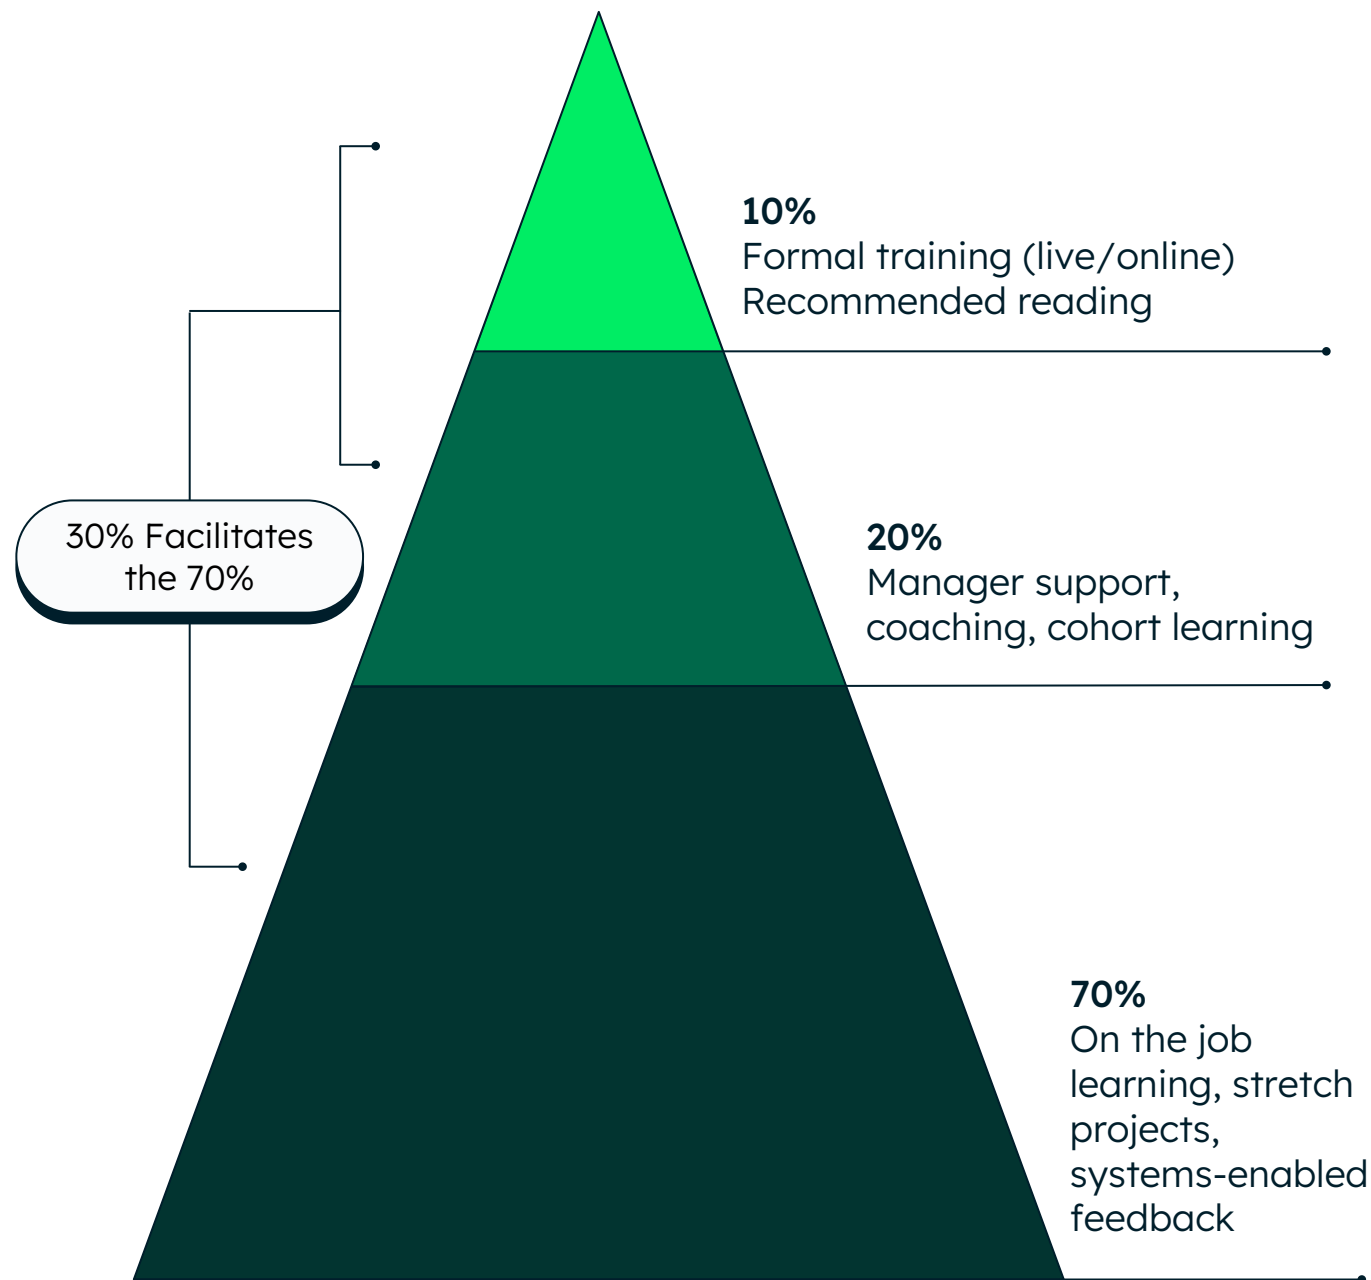 10%
Formal training (live/online)
Recommended reading
30% Facilitates
the 70%
20%
Manager support,
coaching, cohort learning
70%
On the job
learning, stretch
projects,
systems-enabled
feedback